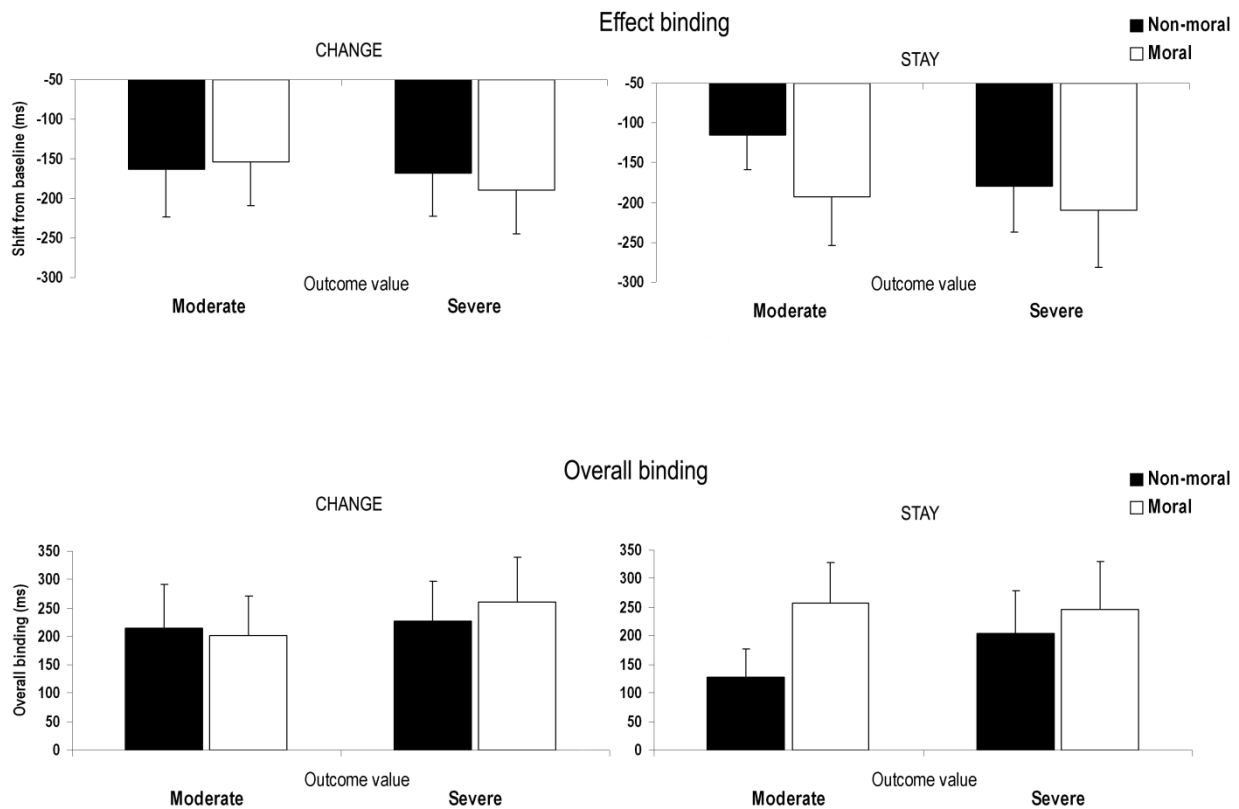 Effect binding
Non-moral
Moral
CHANGE
STAY
Shift from baseline (ms)
-50
-100
-150
-200
-250
-300
Outcome value
Moderate
Severe
-50
-100
-150
-200
-250
-300
Outcome value
Moderate
Severe
Overall binding
Non-moral
Moral
CHANGE
STAY
Overall binding (ms)
350
300
250
200
150
100
50
0
Outcome value
Moderate
Severe
350
300
250
200
150
100
50
0
Outcome value
Moderate
Severe